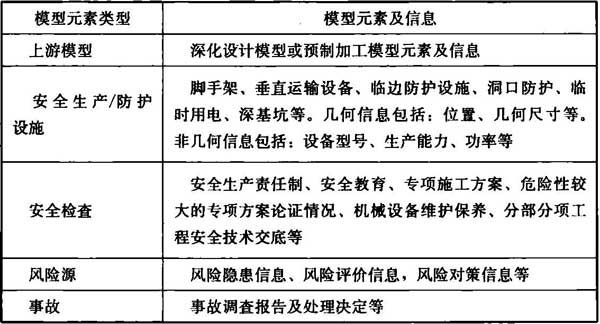 模型元素类型 模型元素及信息
上游模型 深化设计模型或预制加工模型元素及信息
安全生产/防护
设施
脚手架、垂直运输设备、临边防护设施、洞口防护、临
时用电、深基坑等。几何信息包括：位置、几何尺寸等。
非几何信息包括：设备型号、生产能力、功率等
安全检查
安全生产责任制、安全教育、专项施工方案、危险性较
大的专项方案论证情况、机械设备维护保养、分部分项工
程安全技术交底等
风险源 风险隐患信息、风险评价信息，风险对策信息等
事故 事故调查报告及处理决定等